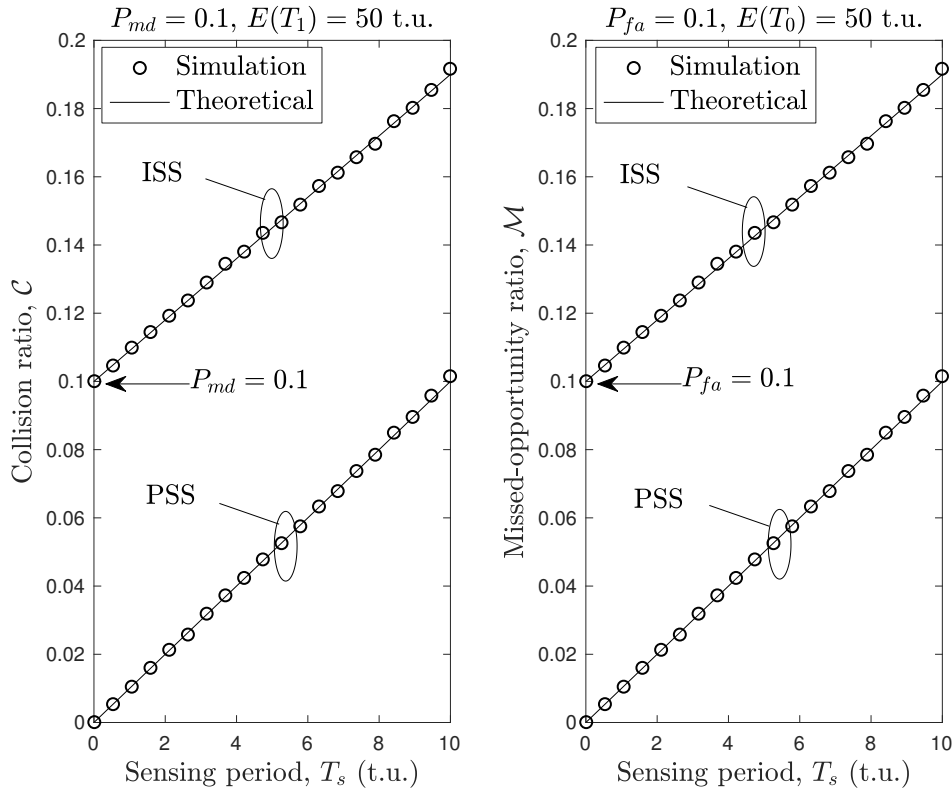 P_{md} = 0.1, E(T_1) = 50 t.u.
0.2
0.18
0.16
0.14
0.12
0.1
0.08
0.06
0.04
0.02
0
Collision ratio, 𝒞
Simulation
Theoretical
ISS
P_{md} = 0.1
PSS
0 2 4 6 8 10
Sensing period, T_s (t.u.)
P_{fa} = 0.1, E(T_0) = 50 t.u.
0.2
0.18
0.16
0.14
0.12
0.1
0.08
0.06
0.04
0.02
0
Missed-opportunity ratio, ℳ
Simulation
Theoretical
ISS
P_{fa} = 0.1
PSS
0 2 4 6 8 10
Sensing period, T_s (t.u.)